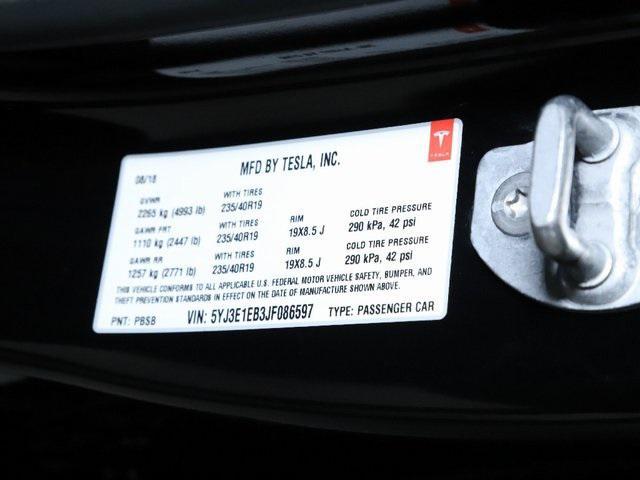 MFD BY TESLA, INC.
TESLA
08/18
GVWR WITH TIRES
2265 kg (4993 lb) 235/40R19
GAWR FRT WITH TIRES RIM COLD TIRE PRESSURE
1110 kg (2447 lb) 235/40R19 19X8.5 J 290 kPa, 42 psi
GAWR RR WITH TIRES RIM COLD TIRE PRESSURE
1257 kg (2771 lb) 235/40R19 19X8.5 J 290 kPa, 42 psi
THIS VEHICLE CONFORMS TO ALL APPLICABLE U.S. FEDERAL MOTOR VEHICLE SAFETY, BUMPER, AND
THEFT PREVENTION STANDARDS IN EFFECT ON THE DATE OF MANUFACTURE SHOWN ABOVE.
PNT: PBSB VIN: 5YJ3E1EB3JF086597 TYPE: PASSENGER CAR